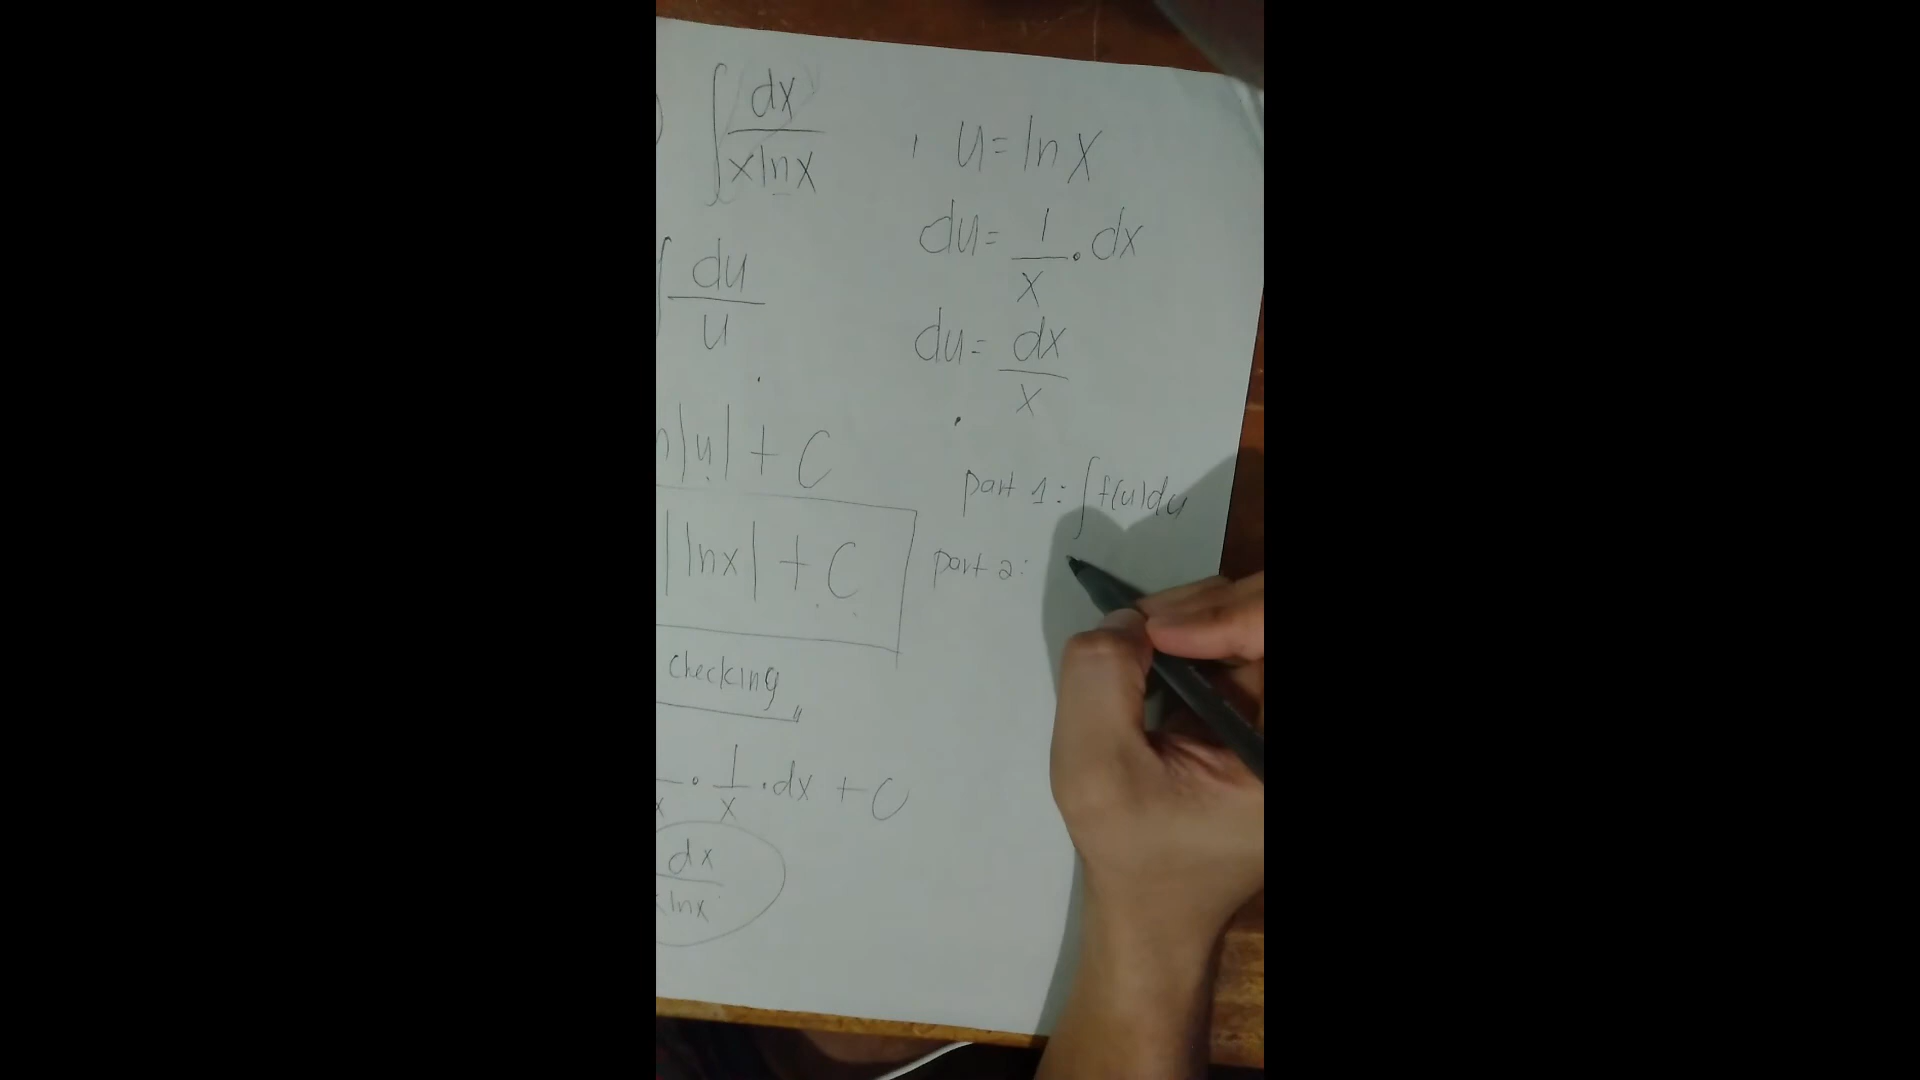 ) ∫ dx / x ln x , u = ln x
du = 1/x · dx
∫ du / u
du = dx / x
n|u| + C
part 1: ∫ f(u) du
| ln x | + C
part 2:
checking
x · 1/x · dx + C
dx / x ln x